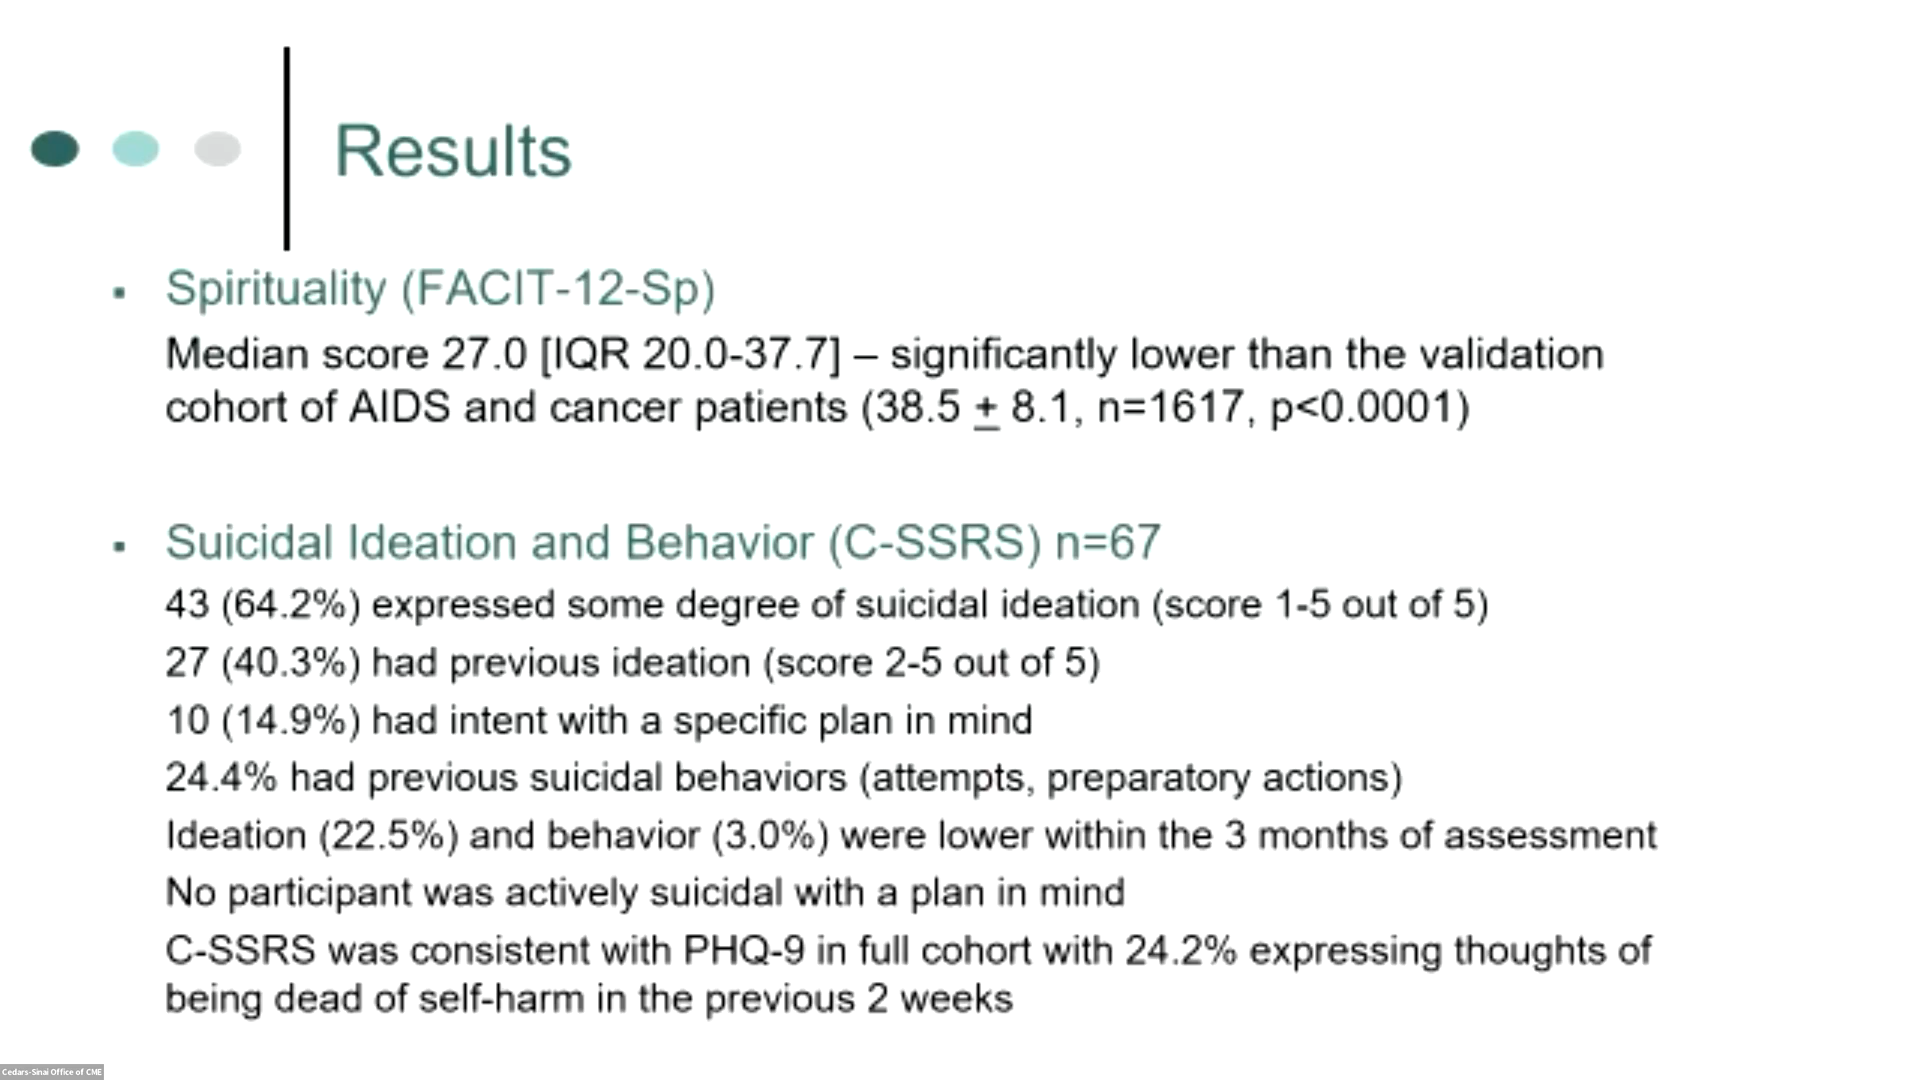 Results
▪ Spirituality (FACIT-12-Sp)
Median score 27.0 [IQR 20.0-37.7] – significantly lower than the validation
cohort of AIDS and cancer patients (38.5 ± 8.1, n=1617, p<0.0001)
▪ Suicidal Ideation and Behavior (C-SSRS) n=67
43 (64.2%) expressed some degree of suicidal ideation (score 1-5 out of 5)
27 (40.3%) had previous ideation (score 2-5 out of 5)
10 (14.9%) had intent with a specific plan in mind
24.4% had previous suicidal behaviors (attempts, preparatory actions)
Ideation (22.5%) and behavior (3.0%) were lower within the 3 months of assessment
No participant was actively suicidal with a plan in mind
C-SSRS was consistent with PHQ-9 in full cohort with 24.2% expressing thoughts of
being dead of self-harm in the previous 2 weeks
Cedars-Sinai Office of CME